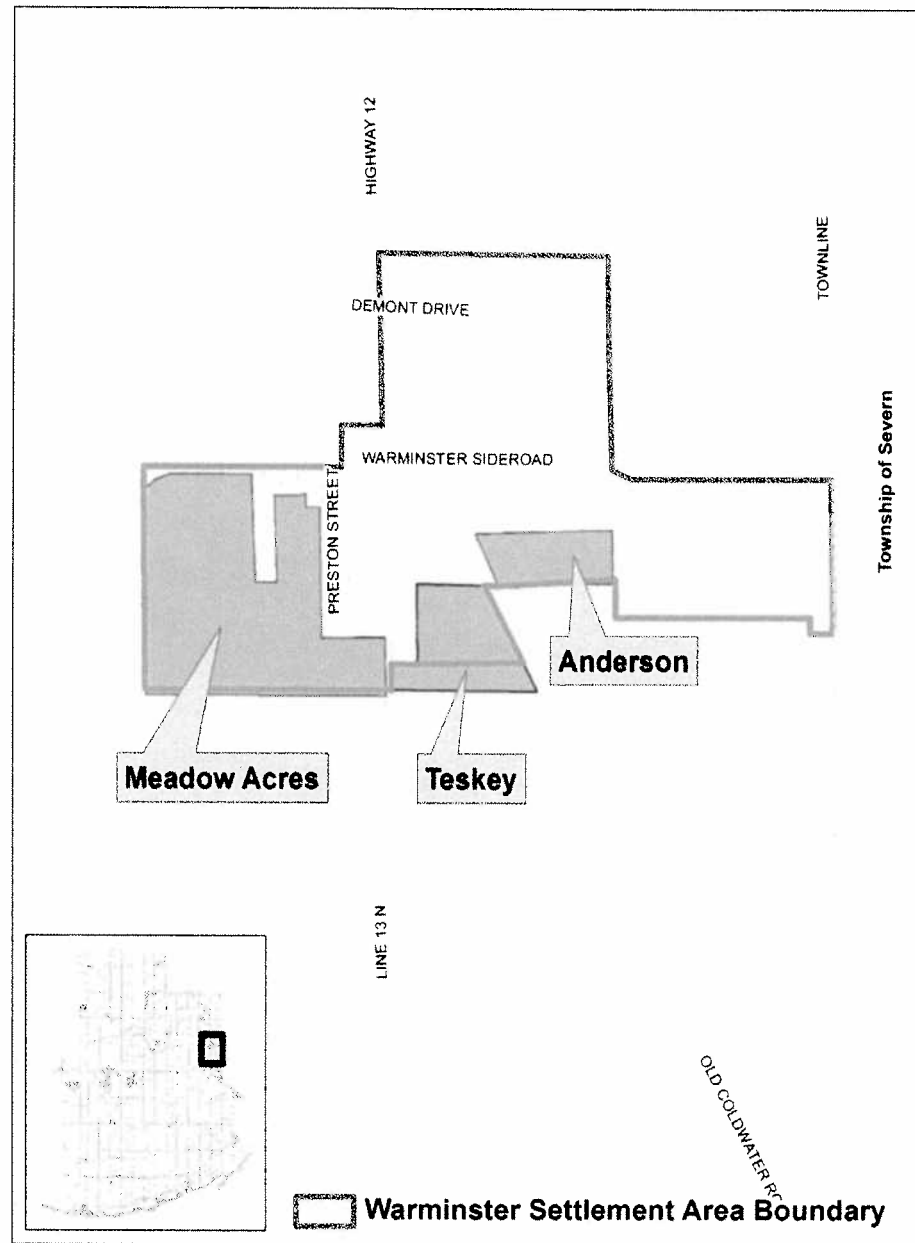 HIGHWAY 12
TOWNLINE
DEMONT DRIVE
Township of Severn
WARMINSTER SIDEROAD
PRESTON STREET
Anderson
Meadow Acres
Teskey
LINE 13 N
OLD COLDWATER
Warminster Settlement Area Boundary